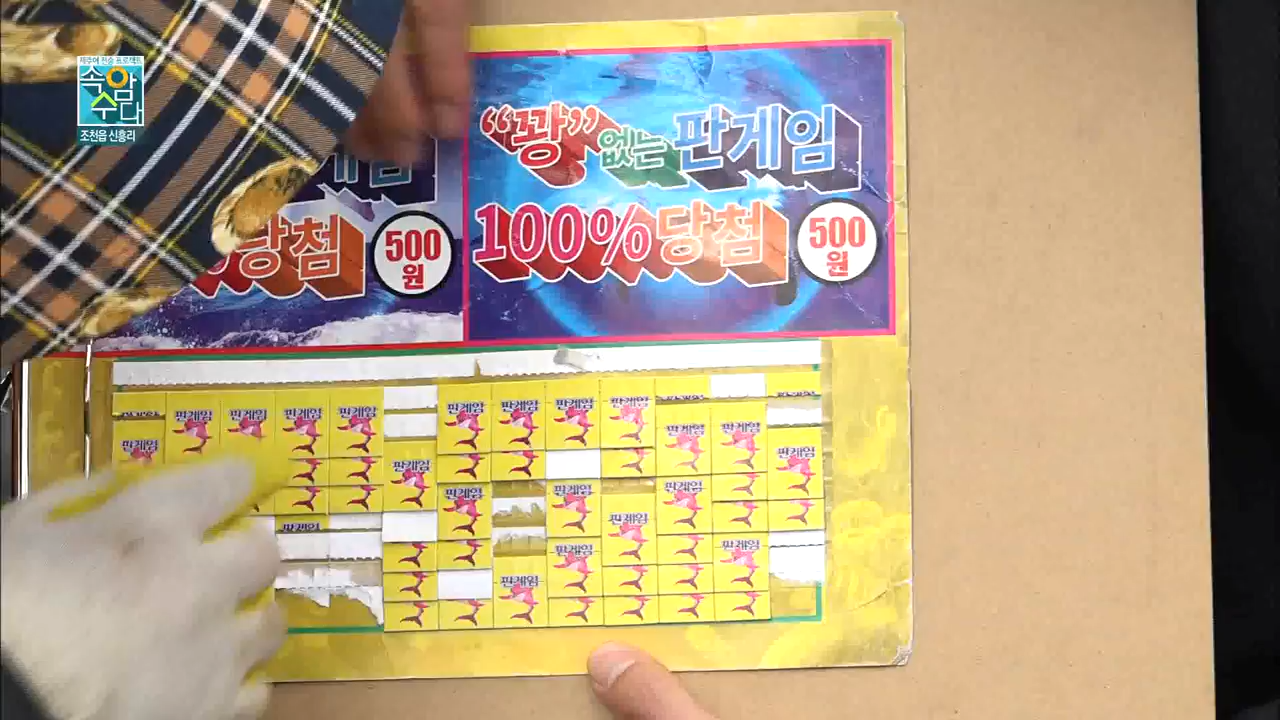 제주어 전승 프로젝트
속암
수다
조천읍 신흥리
“꽝”없는 판게임
100%당첨
500
원
게임
당첨
500
원
판게임 판게임 판게임 판게임 판게임 판게임 판게임 판게임
판게임 판게임 판게임
판게임 판게임
판게임 판게임 판게임
판게임
판게임 판게임
판게임